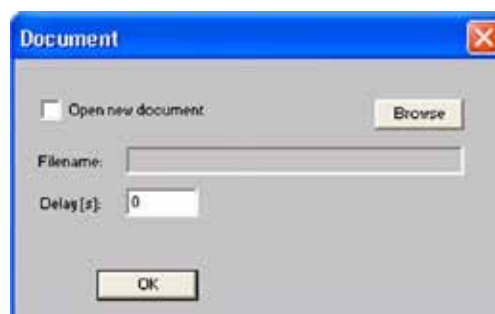 Document
Open new document
Browse
Filename:
Delay[s]:
0
OK